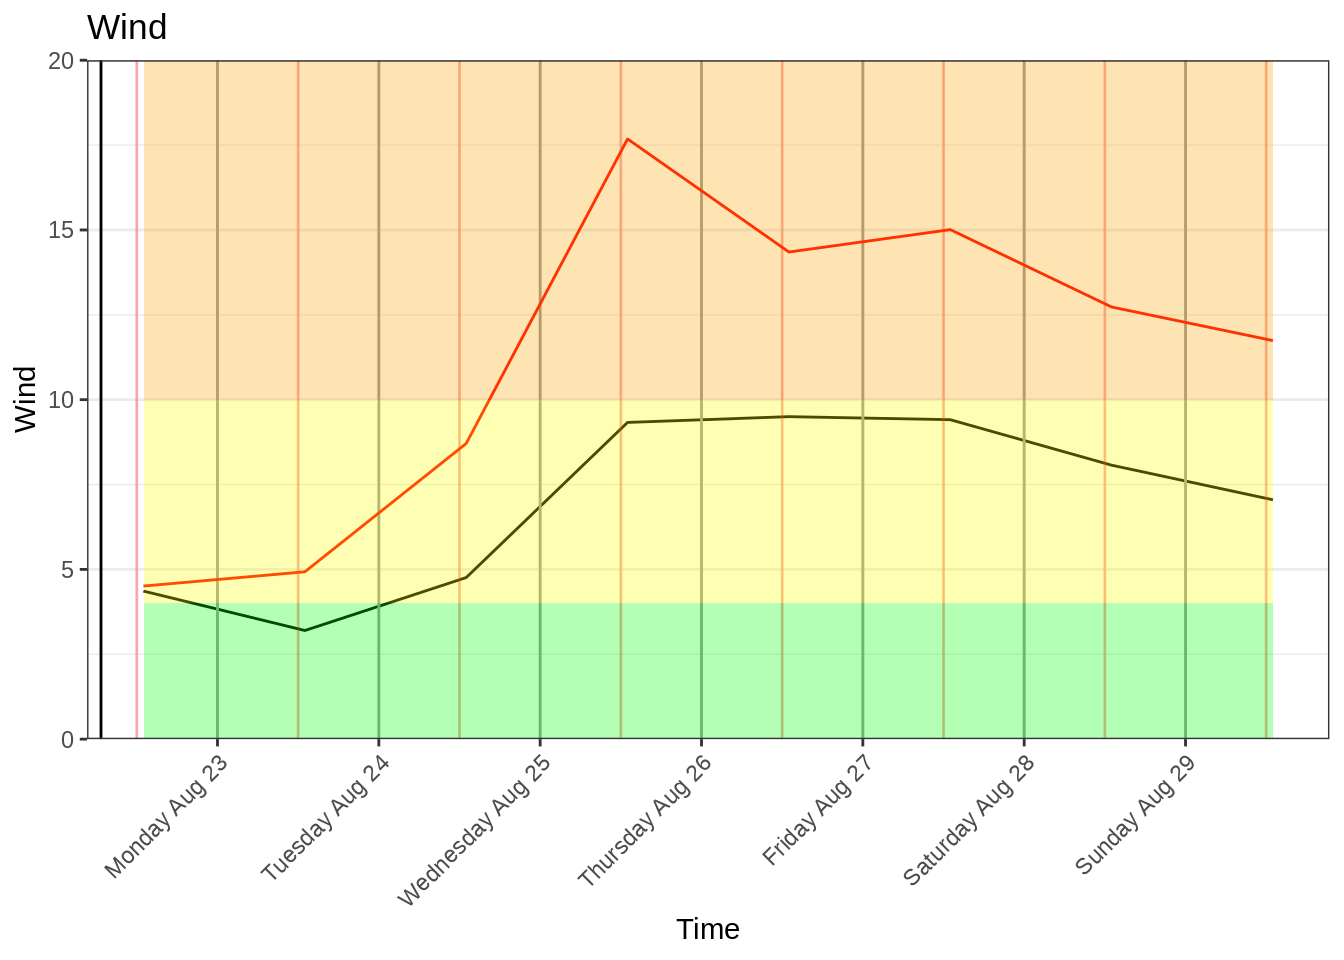 Wind
20
15
10
5
0
Wind
Monday Aug 23
Tuesday Aug 24
Wednesday Aug 25
Thursday Aug 26
Friday Aug 27
Saturday Aug 28
Sunday Aug 29
Time